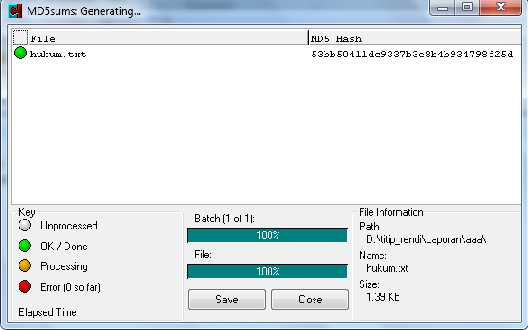 MD5sums: Generating...
File MD5 Hash
hukum.txt
Key
Unprocessed
OK / Done
Processing
Error (0 so far)
Elapsed Time
Batch (1 of 1):
100%
File:
100%
Save Close
File Information
Path:
D:\titip_rendi\Laporan\aaa\
Name:
hukum.txt
Size:
1.39 KB